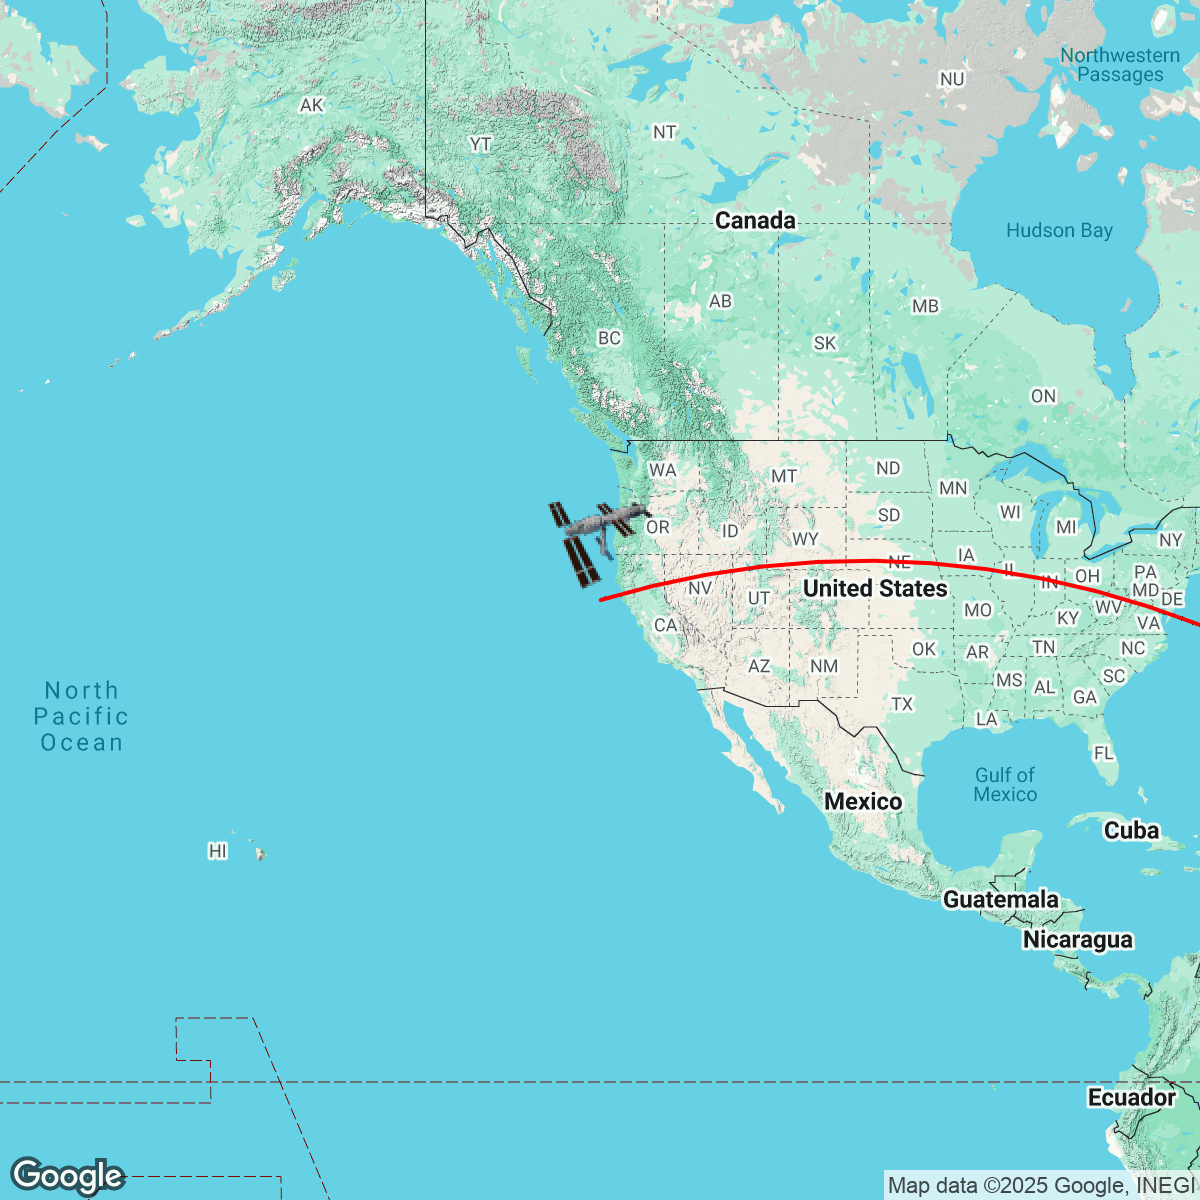 Northwestern
Passages
NU
AK
NT
YT
Canada
Hudson Bay
AB
MB
BC
SK
ON
WA
ND
MT
MN
WI
SD
OR
MI
ID
WY
NY
IA
NE
IL
OH
PA
IN
NV
United States
UT
MD
DE
WV
MO
KY
CA
VA
OK
AR
TN
NC
AZ
NM
MS
AL
SC
GA
North
Pacific
Ocean
TX
LA
FL
Gulf of
Mexico
Mexico
Cuba
HI
Guatemala
Nicaragua
Ecuador
Google
Map data ©2025 Google, INEGI